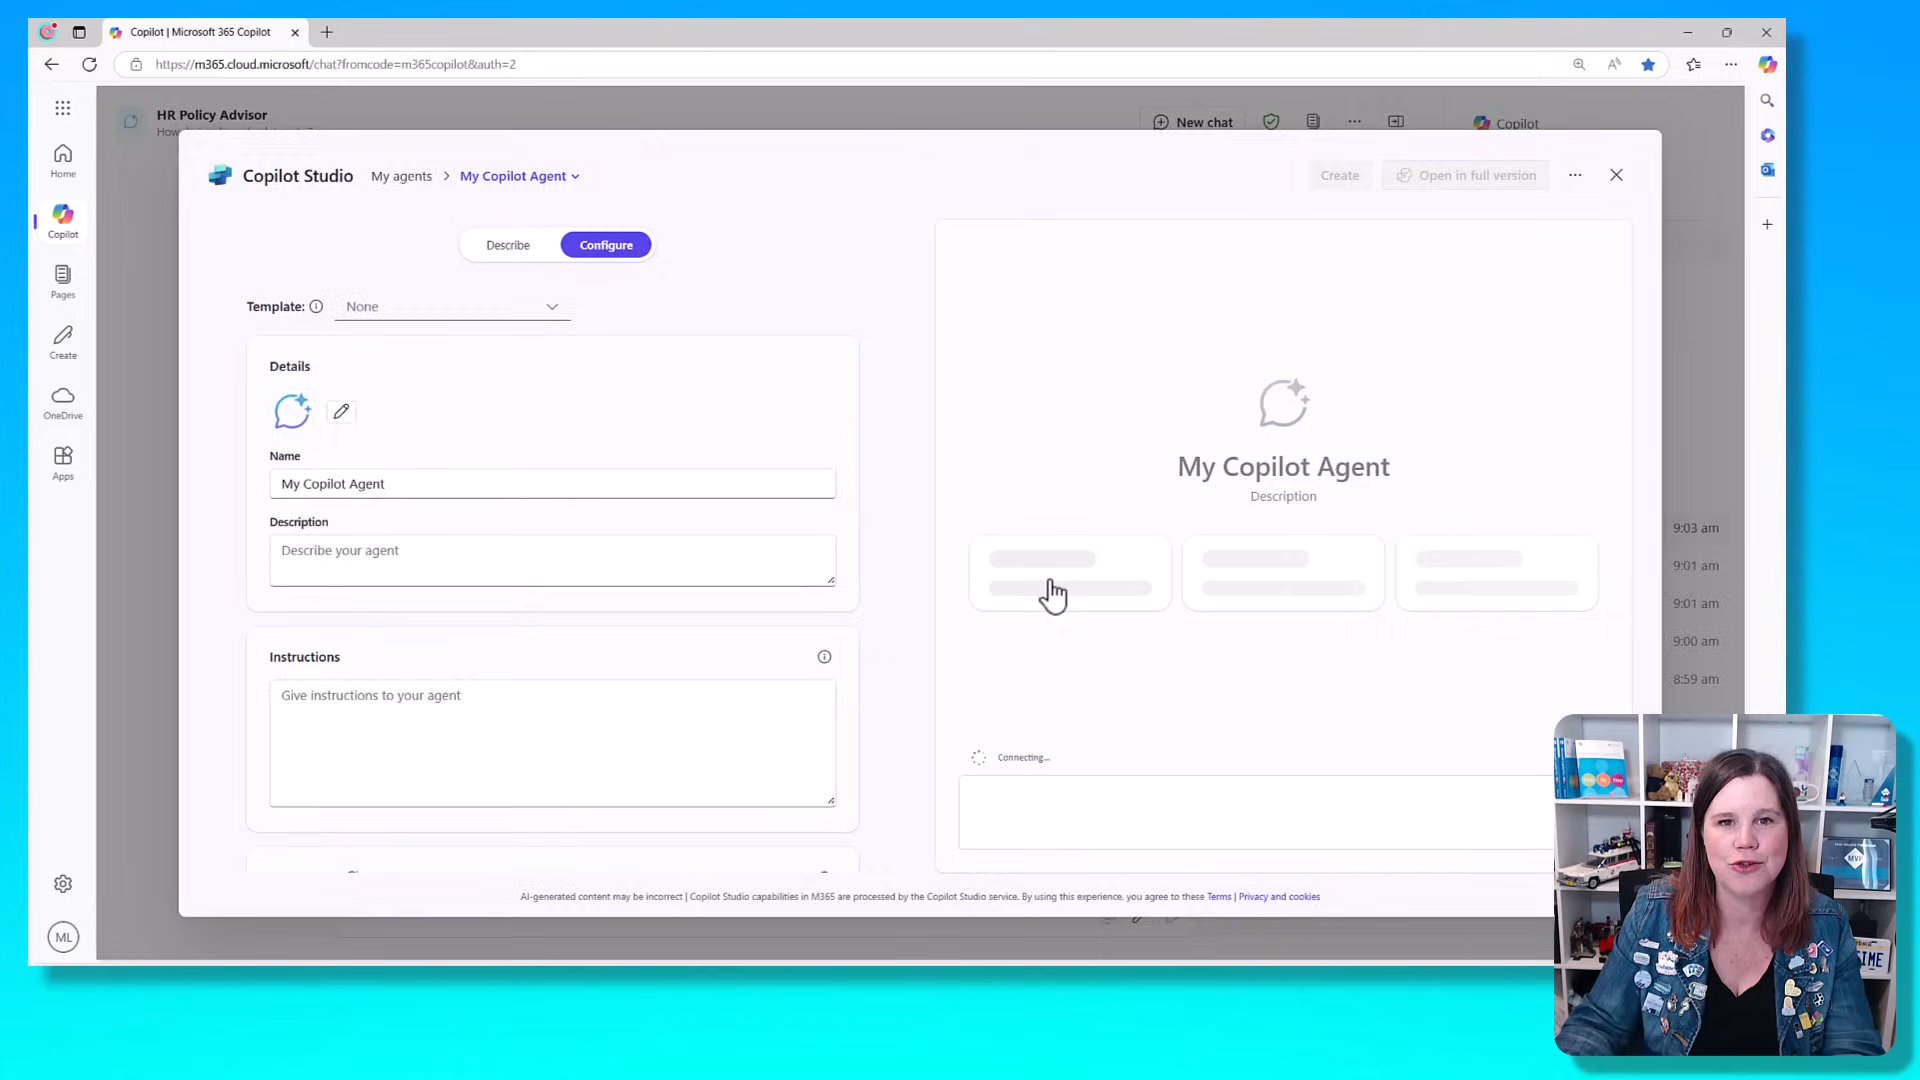 Copilot | Microsoft 365 Copilot
https://m365.cloud.microsoft/chat?fromcode=m365copilot&auth=2
HR Policy Advisor
New chat
Copilot
Home
Copilot
Pages
Create
OneDrive
Apps
ML
Copilot Studio
My agents > My Copilot Agent
Create
Open in full version
Describe
Configure
Template:
None
Details
Name
My Copilot Agent
Description
Describe your agent
Instructions
Give instructions to your agent
My Copilot Agent
Description
Connecting...
9:03 am
9:01 am
9:01 am
9:00 am
8:59 am
AI-generated content may be incorrect | Copilot Studio capabilities in M365 are processed by the Copilot Studio service. By using this experience, you agree to these Terms | Privacy and cookies
MVP